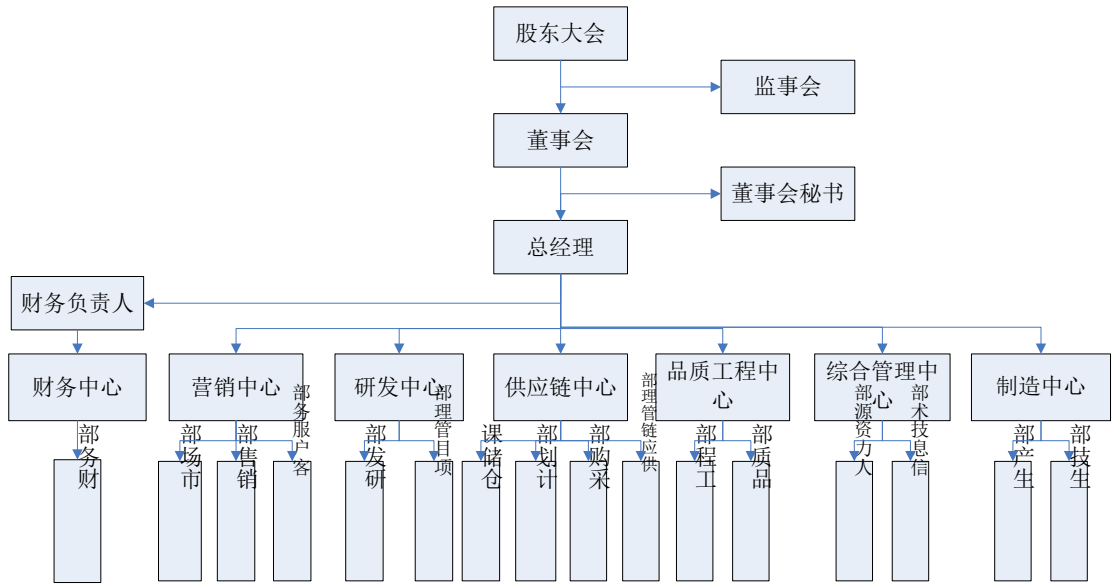 股东大会
监事会
董事会
董事会秘书
总经理
财务负责人
财务中心
营销中心
研发中心
供应链中心
品质工程中
心
综合管理中
心
制造中心
部务财
部场市
部售销
部务服户客
部发研
部理管目项
课储仓
部划计
部购采
部理管链应供
部程工
部质品
部源资力人
部术技息信
部产生
部技生